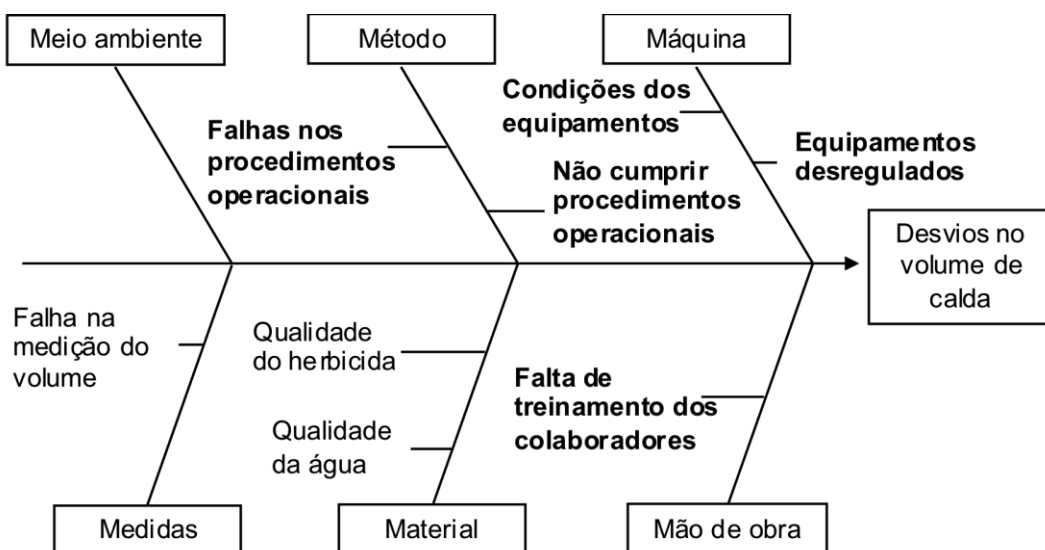 Meio ambiente
Método
Máquina
Condições dos
equipamentos
Falhas nos
procedimentos
operacionais
Equipamentos
desregulados
Não cumprir
procedimentos
operacionais
Desvios no
volume de
calda
Falha na
medição do
volume
Qualidade
do herbicida
Falta de
treinamento dos
colaboradores
Qualidade
da água
Medidas
Material
Mão de obra